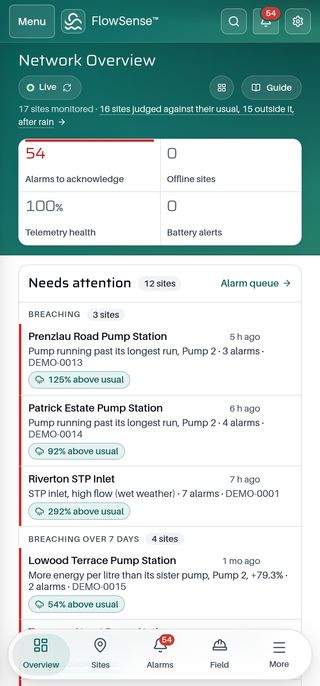 Menu
FlowSense™
54
Network Overview
Live
Guide
17 sites monitored · 16 sites judged against their usual, 15 outside it,
after rain →
54
Alarms to acknowledge
0
Offline sites
100%
Telemetry health
0
Battery alerts
Needs attention
12 sites
Alarm queue →
BREACHING
3 sites
Prenzlau Road Pump Station
5 h ago
Pump running past its longest run, Pump 2 · 3 alarms ·
DEMO-0013
125% above usual
Patrick Estate Pump Station
6 h ago
Pump running past its longest run, Pump 2 · 4 alarms ·
DEMO-0014
92% above usual
Riverton STP Inlet
7 h ago
STP inlet, high flow (wet weather) · 7 alarms · DEMO-0001
292% above usual
BREACHING OVER 7 DAYS
4 sites
Lowood Terrace Pump Station
1 mo ago
More energy per litre than its sister pump, Pump 2, +79.3% ·
2 alarms · DEMO-0015
54% above usual
54
Overview
Sites
Alarms
Field
More